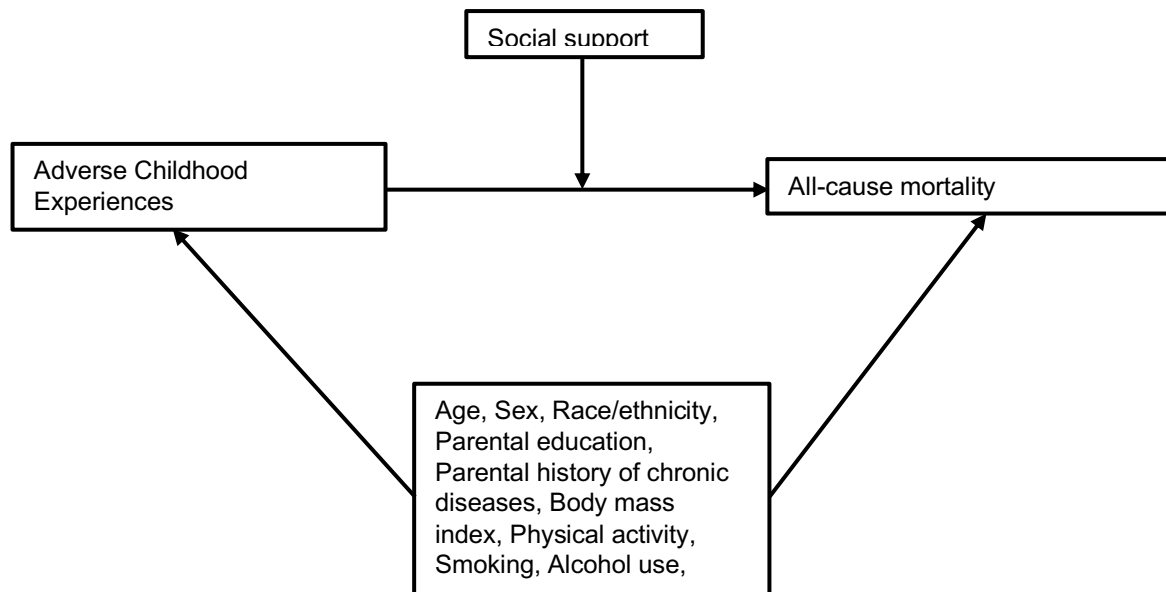 Social support
Adverse Childhood
Experiences
All-cause mortality
Age, Sex, Race/ethnicity,
Parental education,
Parental history of chronic
diseases, Body mass
index, Physical activity,
Smoking, Alcohol use,